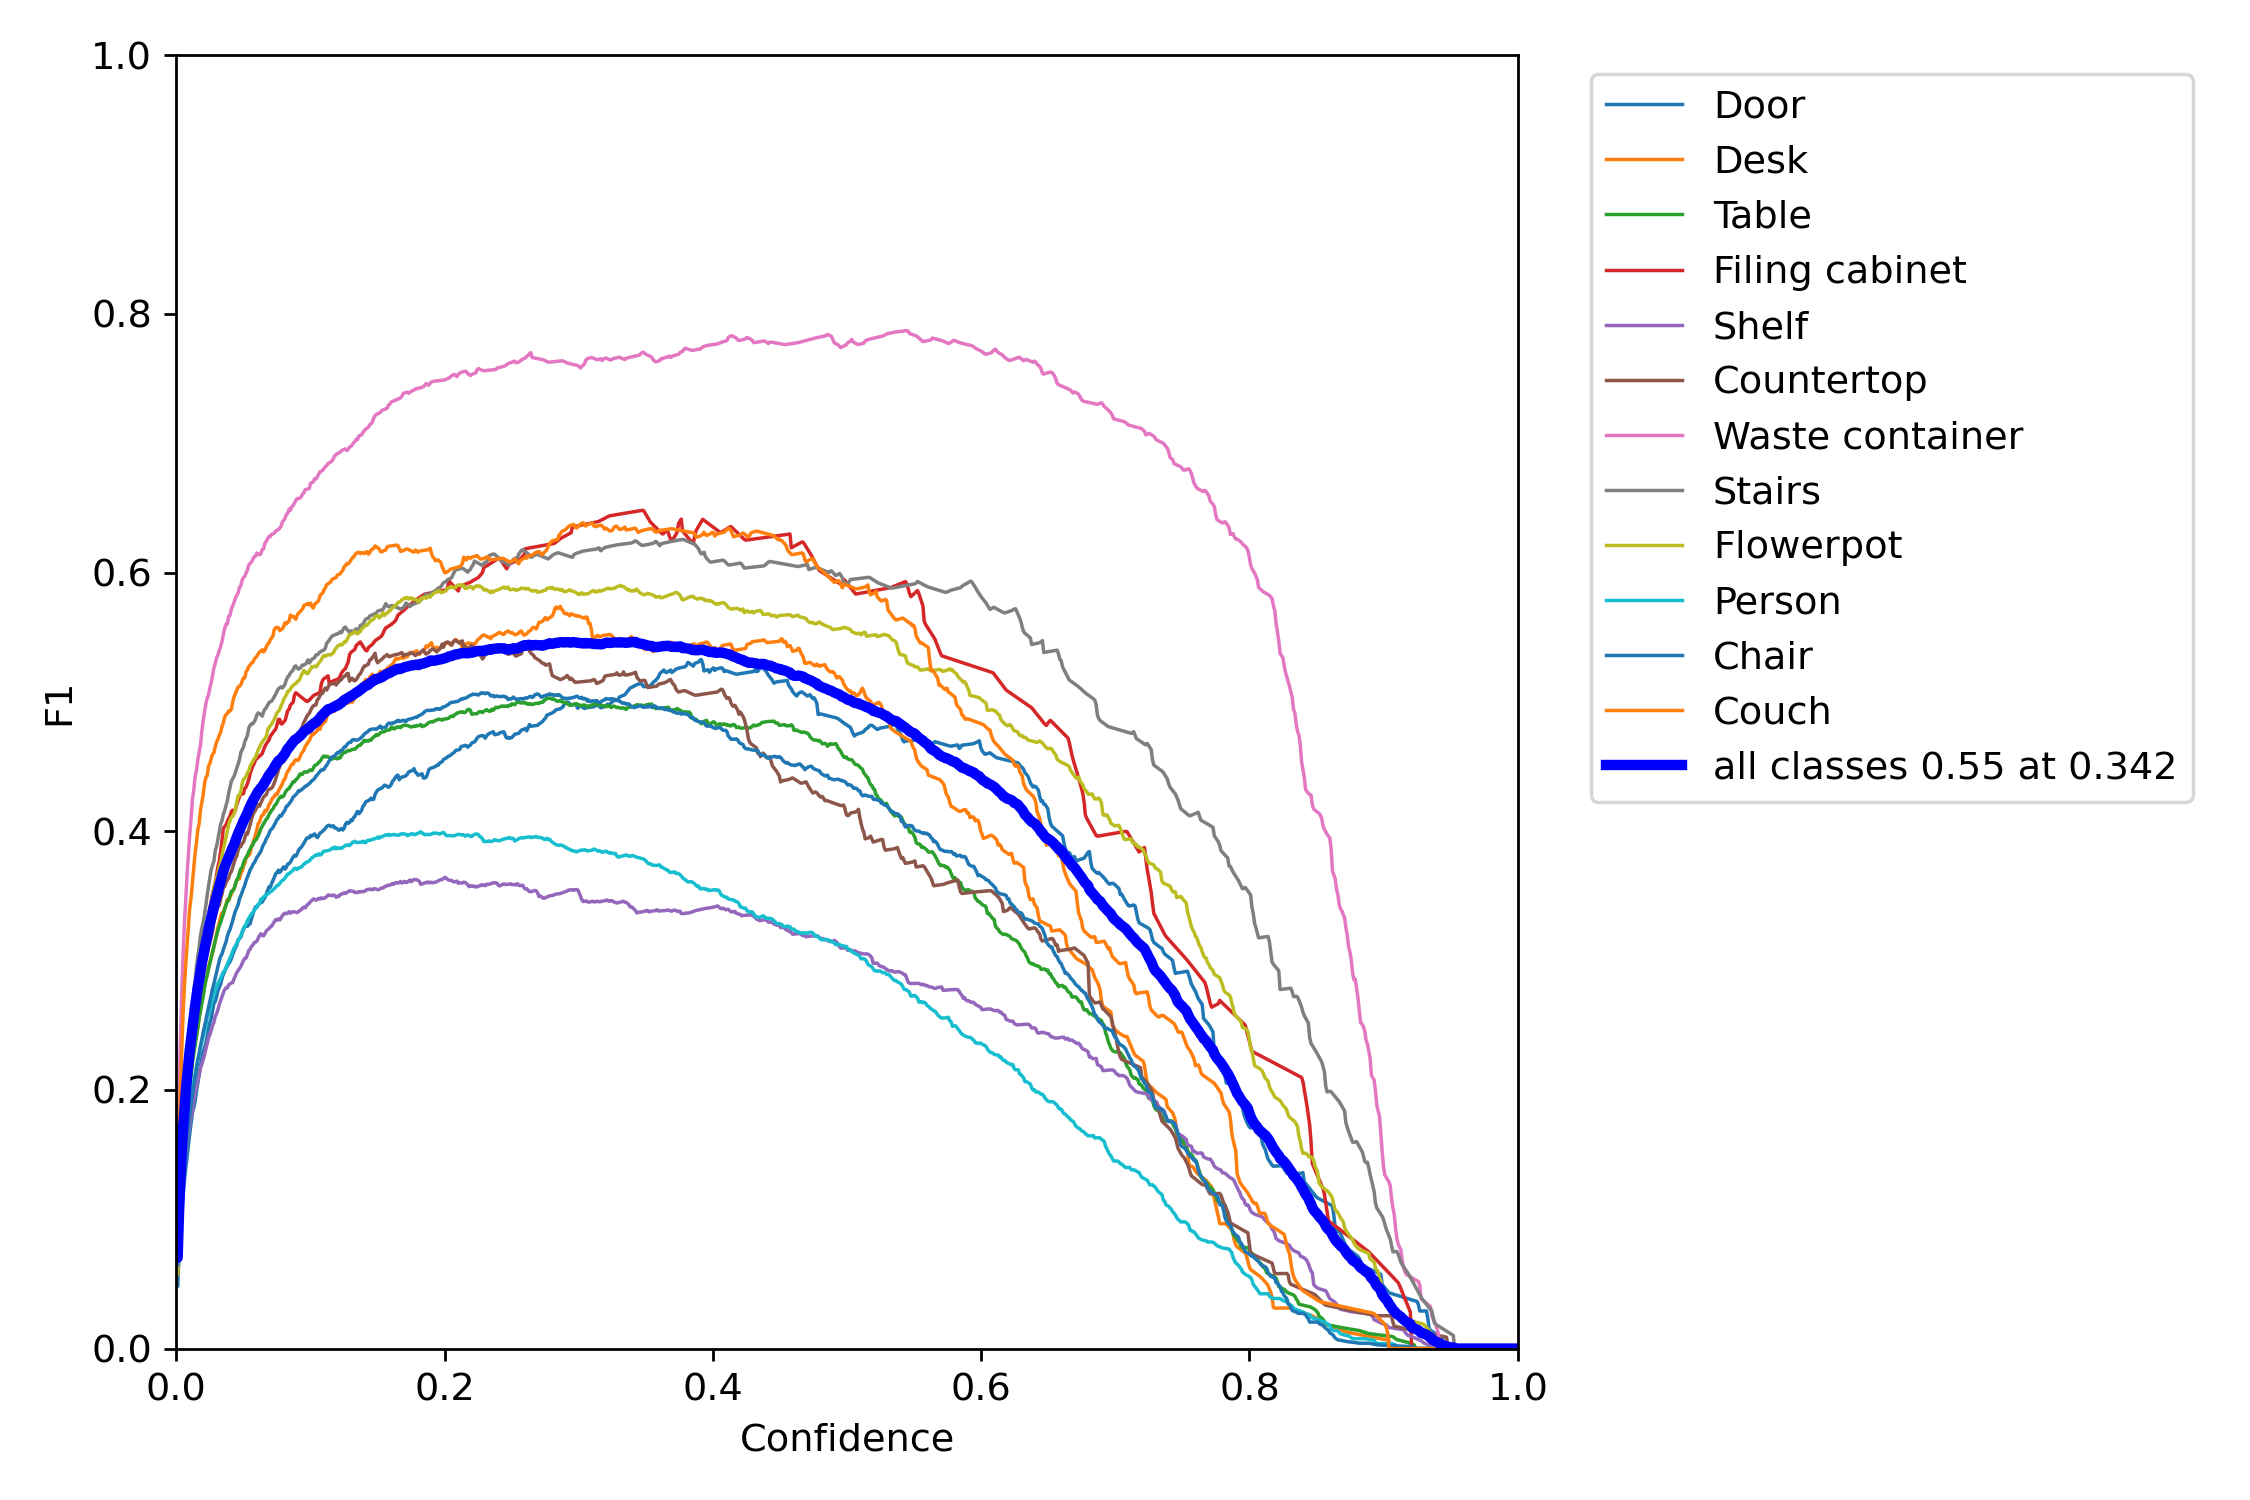 1.0
0.8
0.6
0.4
0.2
0.0
F1
0.0 0.2 0.4 0.6 0.8 1.0
Confidence
Door
Desk
Table
Filing cabinet
Shelf
Countertop
Waste container
Stairs
Flowerpot
Person
Chair
Couch
all classes 0.55 at 0.342